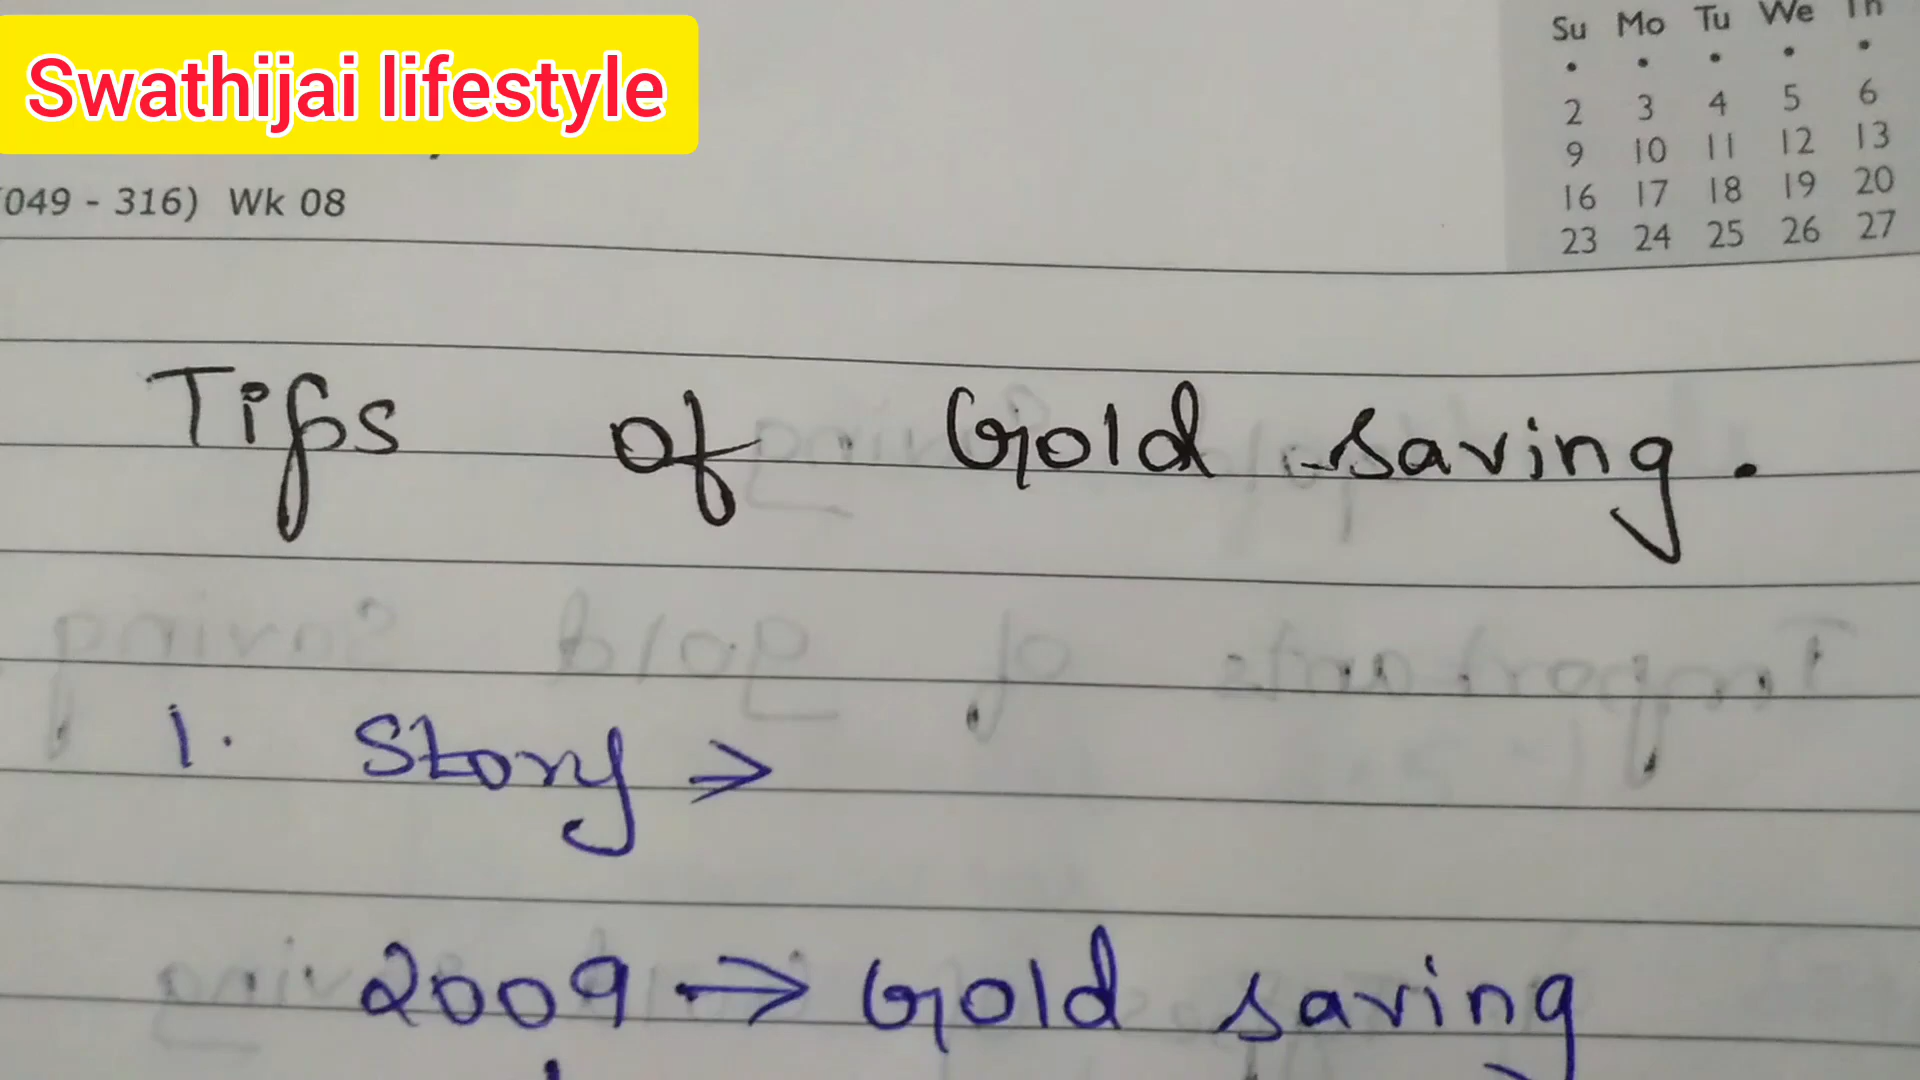 Swathijai lifestyle
Su Mo Tu We Th
2 3 4 5 6
9 10 11 12 13
16 17 18 19 20
23 24 25 26 27
(049 - 316) Wk 08
Tips of Gold saving.
1. Story →
2009 → Gold saving